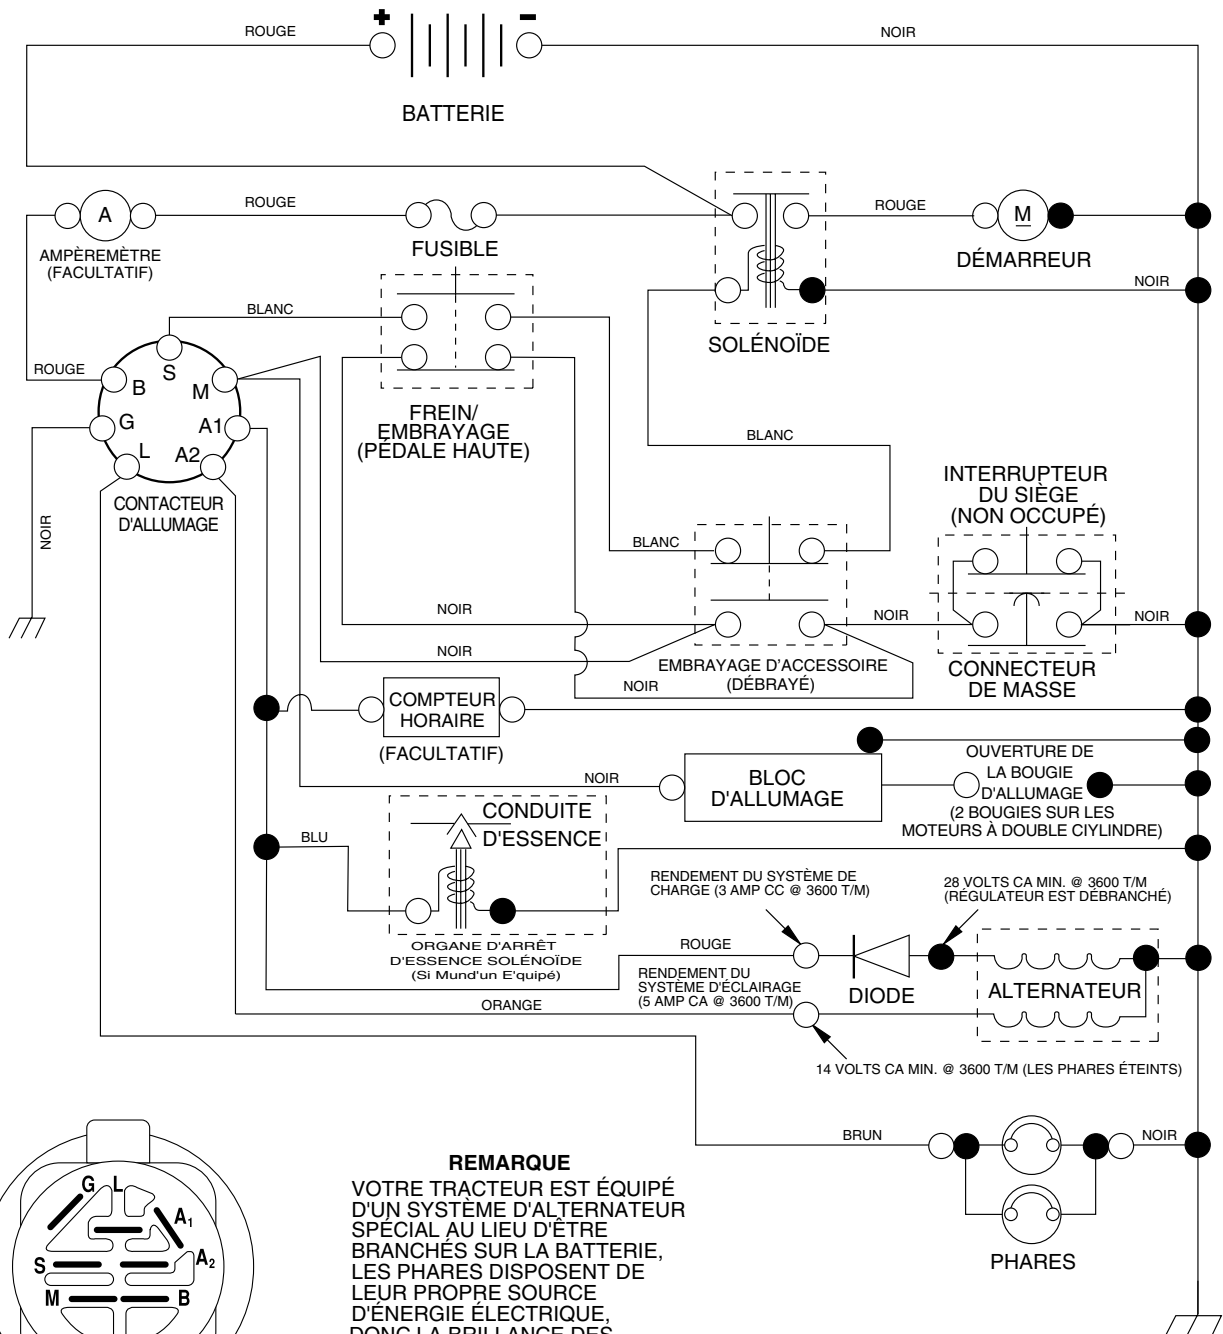 + -
ROUGE
NOIR
BATTERIE
A
ROUGE
ROUGE
M
AMPÈREMÈTRE
(FACULTATIF)
FUSIBLE
DÉMARREUR
NOIR
BLANC
SOLÉNOÏDE
ROUGE
S
B
M
G
A1
L
A2
FREIN/
EMBRAYAGE
(PÉDALE HAUTE)
BLANC
CONTACTEUR
D'ALLUMAGE
NOIR
INTERRUPTEUR
DU SIÈGE
(NON OCCUPÉ)
BLANC
NOIR
NOIR
NOIR
NOIR
NOIR
EMBRAYAGE D'ACCESSOIRE
(DÉBRAYÉ)
CONNECTEUR
DE MASSE
COMPTEUR
HORAIRE
(FACULTATIF)
NOIR
BLOC
D'ALLUMAGE
OUVERTURE DE
LA BOUGIE
D'ALLUMAGE
(2 BOUGIES SUR LES
MOTEURS À DOUBLE CIYLINDRE)
BLU
CONDUITE
D'ESSENCE
ORGANE D'ARRÊT
D'ESSENCE SOLÉNOÏDE
(Si Mund'un E'quipé)
RENDEMENT DU SYSTÈME DE
CHARGE (3 AMP CC @ 3600 T/M)
28 VOLTS CA MIN. @ 3600 T/M
(RÉGULATEUR EST DÉBRANCHÉ)
ROUGE
RENDEMENT DU
SYSTÈME D'ÉCLAIRAGE
(5 AMP CA @ 3600 T/M)
DIODE
ALTERNATEUR
ORANGE
14 VOLTS CA MIN. @ 3600 T/M (LES PHARES ÉTEINTS)
BRUN
NOIR
PHARES
G L
A1
S
A2
M
B
REMARQUE
VOTRE TRACTEUR EST ÉQUIPÉ
D'UN SYSTÈME D'ALTERNATEUR
SPÉCIAL AU LIEU D'ÊTRE
BRANCHÉS SUR LA BATTERIE,
LES PHARES DISPOSENT DE
LEUR PROPRE SOURCE
D'ÉNERGIE ÉLECTRIQUE,
DONC LA BRILLANCE DES